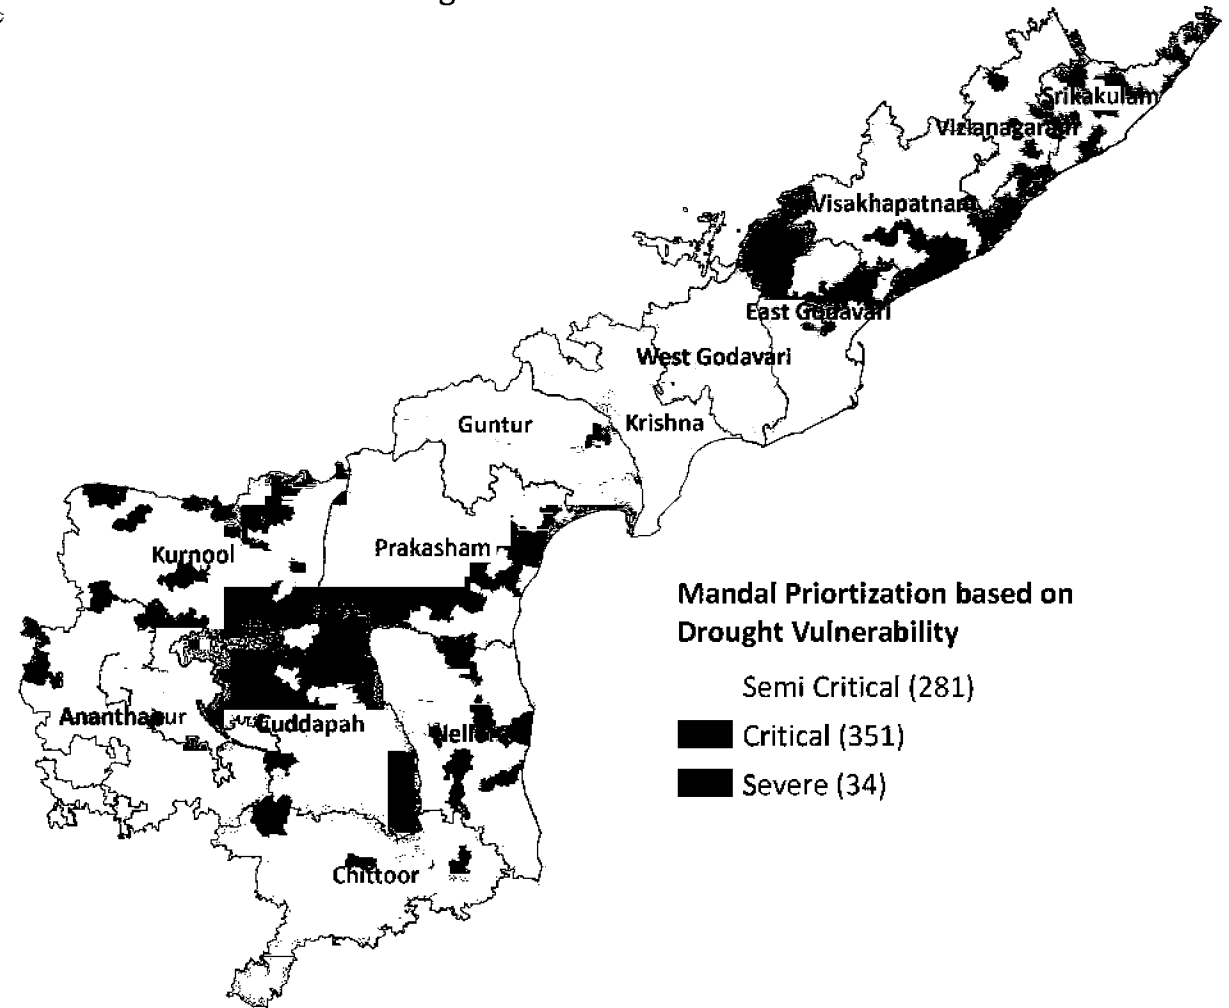 Srikakulam
Vizianagaram
Visakhapatnam
East Godavari
West Godavari
Guntur
Krishna
Kurnool
Prakasham
Mandal Priortization based on
Drought Vulnerability
Semi Critical (281)
Ananthapur
Cuddapah
Critical (351)
Severe (34)
Chittoor